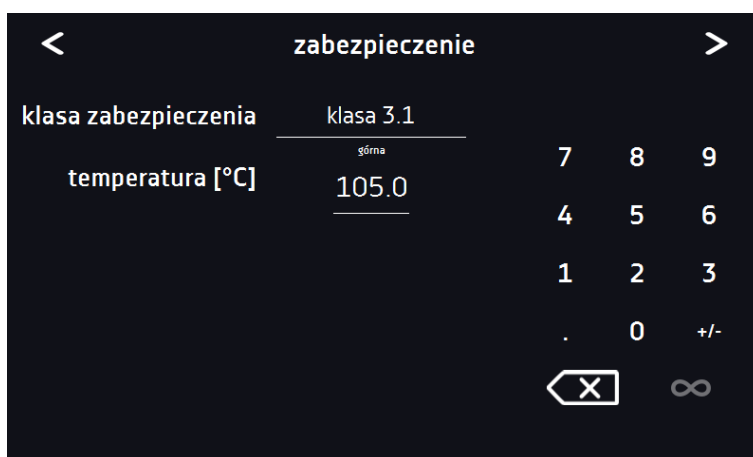 < zabezpieczenie >
klasa zabezpieczenia klasa 3.1
górna
temperatura [°C] 105.0
7 8 9
4 5 6
1 2 3
. 0 +/-
X ∞